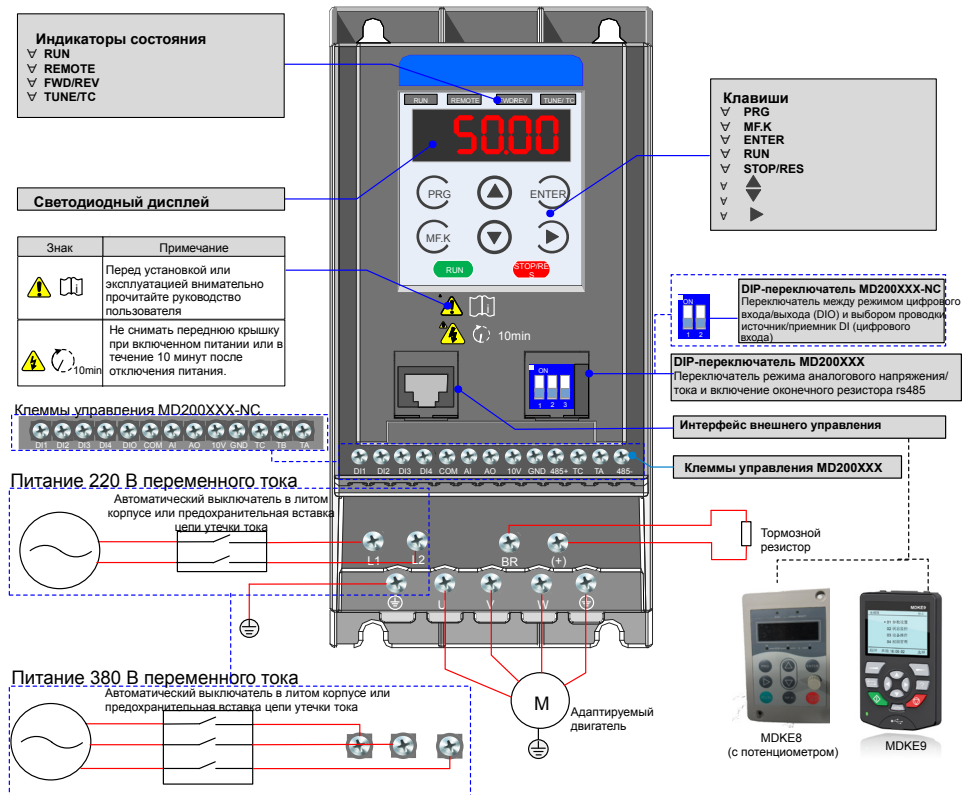 Индикаторы состояния
∀ RUN
∀ REMOTE
∀ FWD/REV
∀ TUNE/TC
RUN REMOTE FWDREV TUNE/ TC
50.00
PRG ENTER
MF.K
RUN STOP/RES
Клавиши
∀ PRG
∀ MF.K
∀ ENTER
∀ RUN
∀ STOP/RES
∀
∀
∀
Светодиодный дисплей
Знак Примечание
Перед установкой или
эксплуатацией внимательно
прочитайте руководство
пользователя
Не снимать переднюю крышку
при включенном питании или в
течение 10 минут после
отключения питания.
10min
10min
ON
1 2
DIP-переключатель MD200XXX-NC
Переключатель между режимом цифрового
входа/выхода (DIO) и выбором проводки
источник/приемник DI (цифрового
входа)
ON
1 2 3
DIP-переключатель MD200XXX
Переключатель режима аналогового напряжения/
тока и включение оконечного резистора rs485
Интерфейс внешнего управления
Клеммы управления MD200XXX-NC
DI1 DI2 DI3 DI4 DIO COM AI AO 10V GND TC TB TA
DI1 DI2 DI3 DI4 COM AI AO 10V GND 485+ TC TA 485-
Клеммы управления MD200XXX
Питание 220 В переменного тока
Автоматический выключатель в литом
корпусе или предохранительная вставка
цепи утечки тока
L1 L2 BR (+)
U V W
Тормозной
резистор
Питание 380 В переменного тока
Автоматический выключатель в литом корпусе или
предохранительная вставка цепи утечки тока
M
Адаптируемый
двигатель
MDKE8
(с потенциометром)
MDKE9
MDKE9